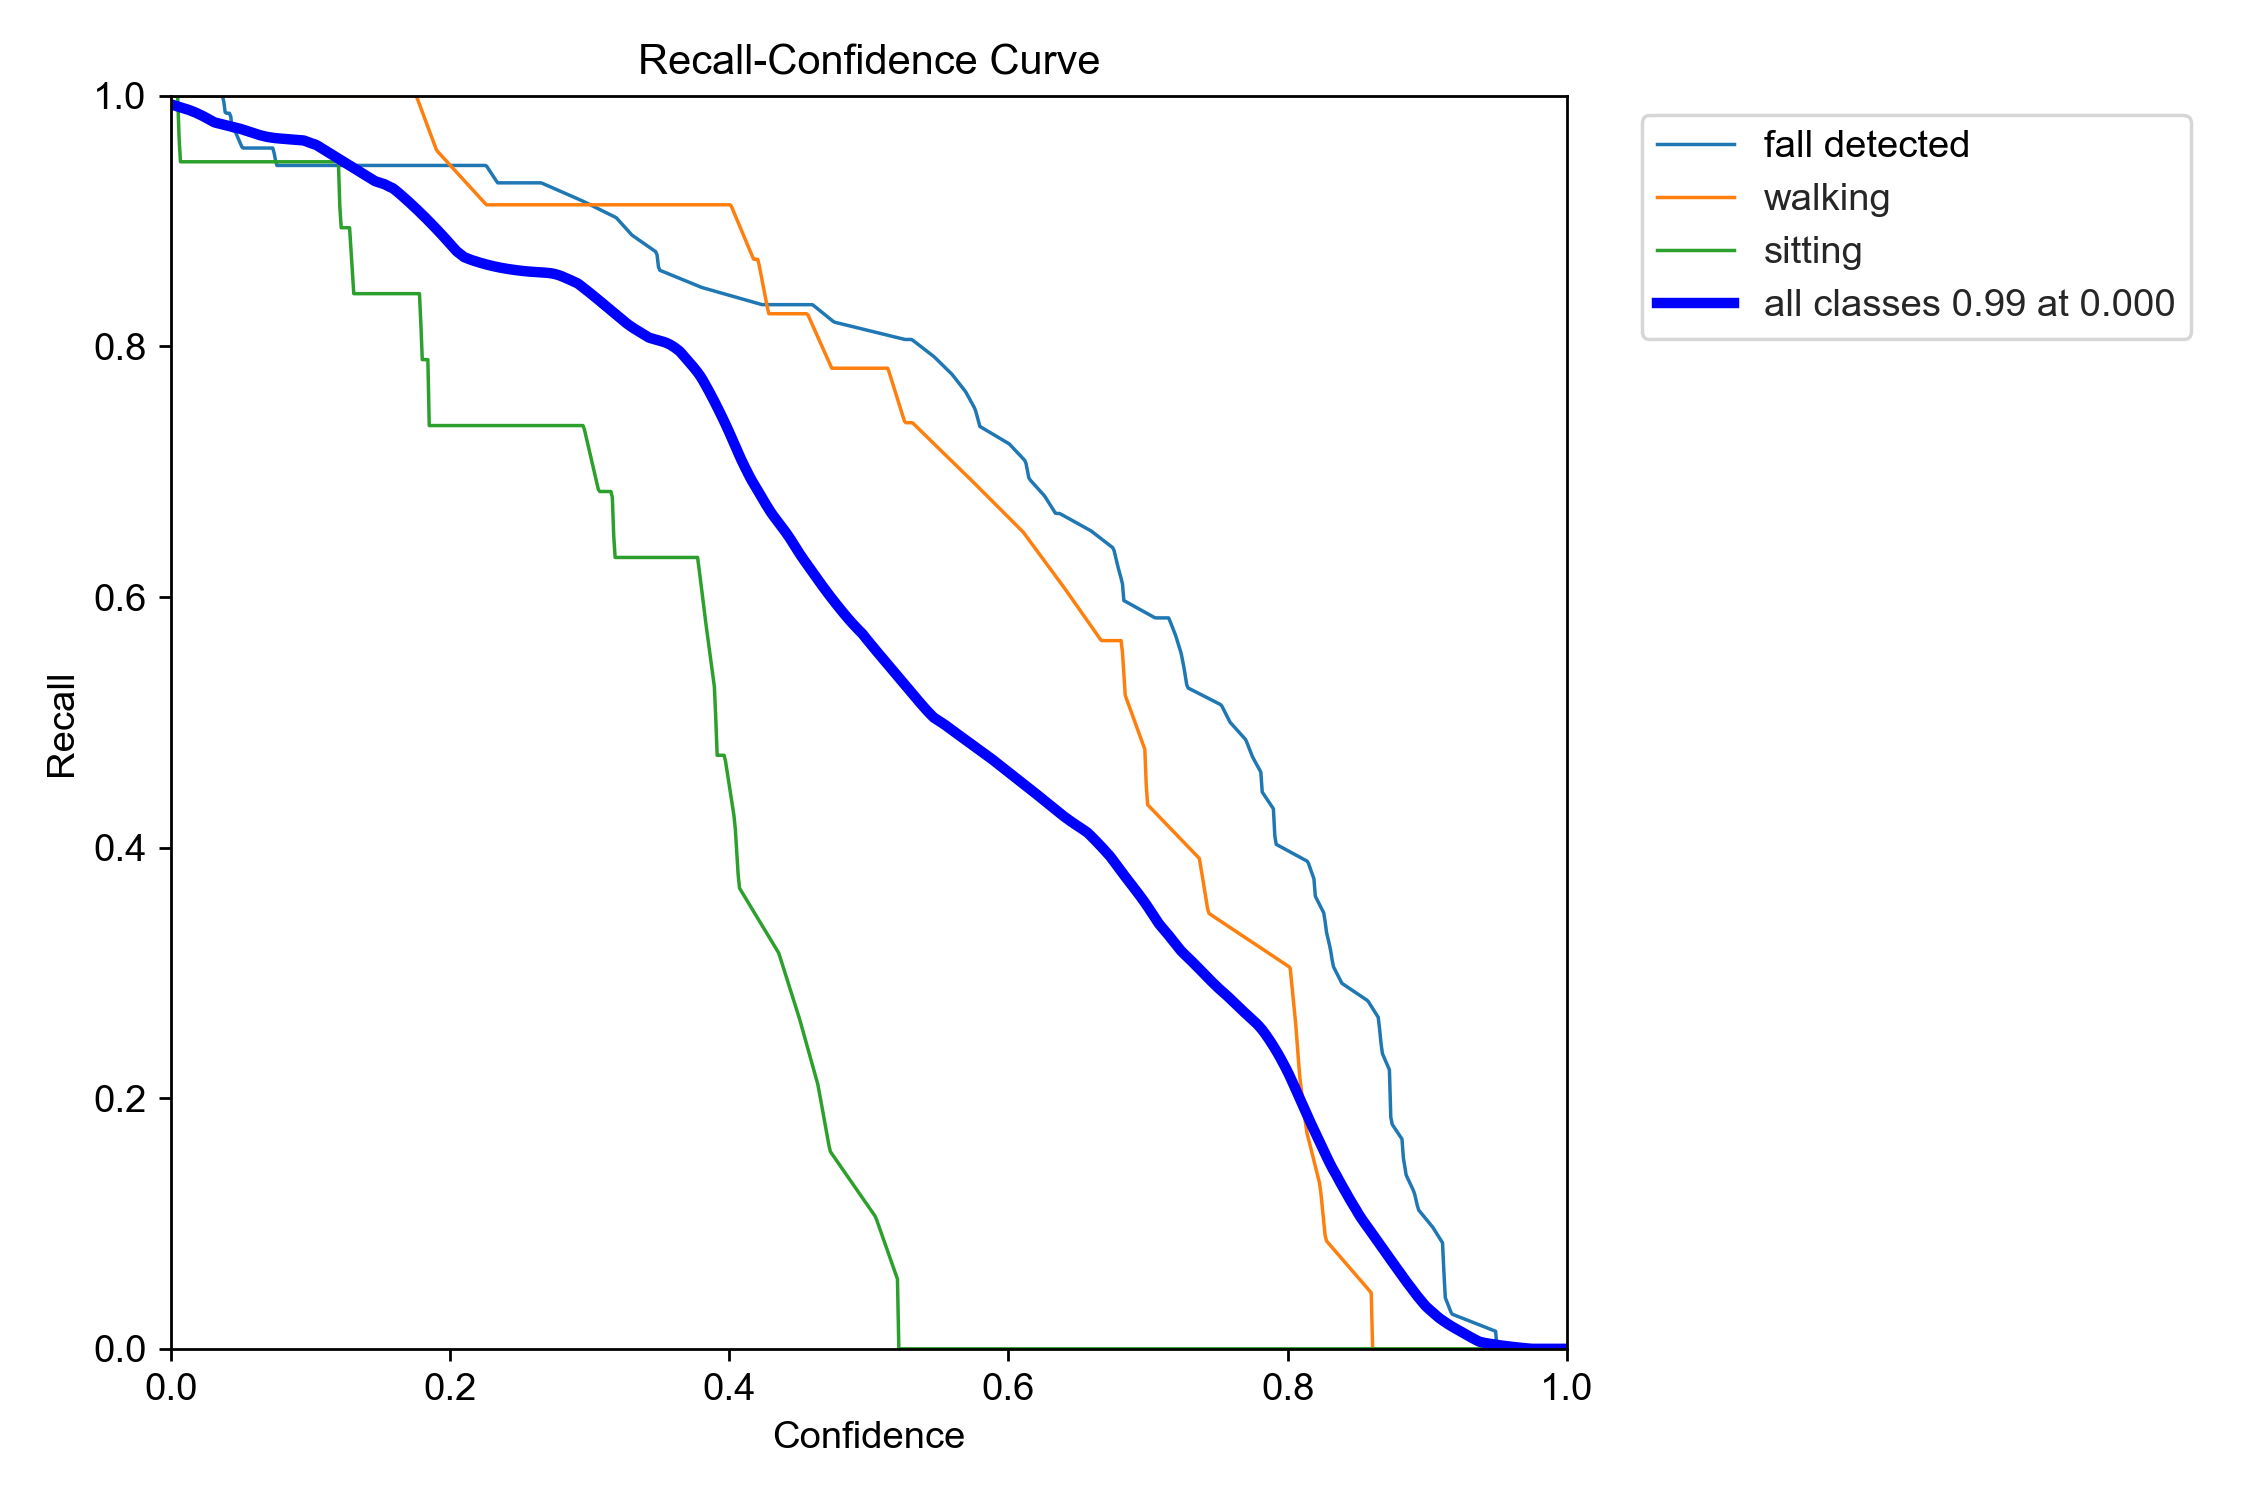 Recall-Confidence Curve
1.0
0.8
0.6
0.4
0.2
0.0
Recall
0.0 0.2 0.4 0.6 0.8 1.0
Confidence
fall detected
walking
sitting
all classes 0.99 at 0.000